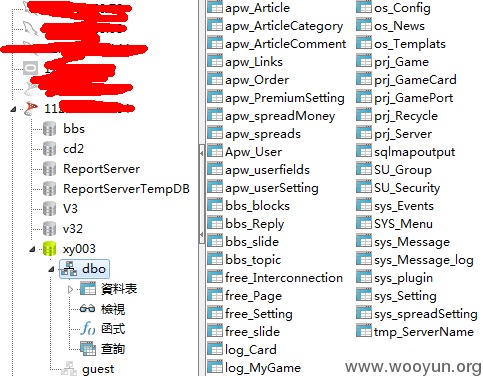 11
bbs
cd2
ReportServer
ReportServerTempDB
V3
v32
xy003
dbo
資料表
檢視
函式
查詢
guest
apw_Article
apw_ArticleCategory
apw_ArticleComment
apw_Links
apw_Order
apw_PremiumSetting
apw_spreadMoney
apw_spreads
Apw_User
apw_userfields
apw_userSetting
bbs_blocks
bbs_Reply
bbs_slide
bbs_topic
free_Interconnection
free_Page
free_Setting
free_slide
log_Card
log_MyGame
os_Config
os_News
os_Templats
prj_Game
prj_GameCard
prj_GamePort
prj_Recycle
prj_Server
sqlmapoutput
SU_Group
SU_Security
sys_Events
SYS_Menu
sys_Message
sys_Message_log
sys_plugin
sys_Setting
sys_spreadSetting
tmp_ServerName
www.wooyun.org